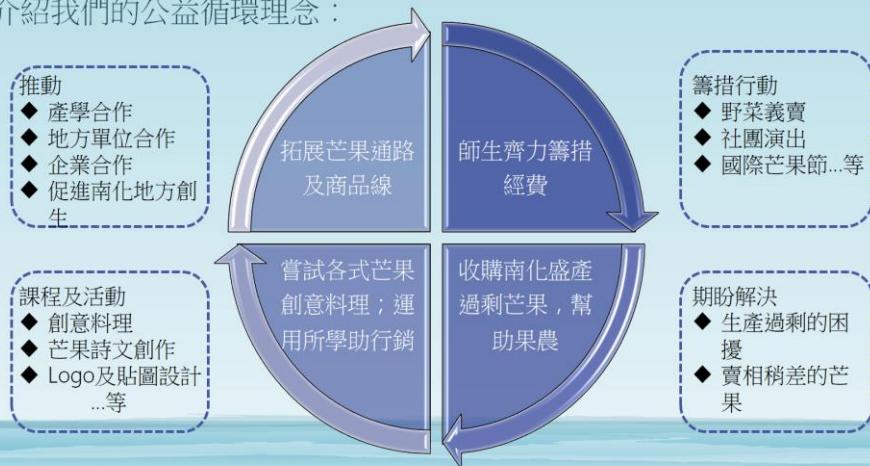 介紹我們的公益循環理念：
推動
◆ 產學合作
◆ 地方單位合作
◆ 企業合作
◆ 促進南化地方創
生
拓展芒果通路
及商品線
師生齊力籌措
經費
籌措行動
◆ 野菜義賣
◆ 社團演出
◆ 國際芒果節...等
課程及活動
◆ 創意料理
◆ 芒果詩文創作
◆ Logo及貼圖設計
...等
嘗試各式芒果
創意料理；運
用所學助行銷
收購南化盛產
過剩芒果，幫
助果農
期盼解決
◆ 生產過剩的困
擾
◆ 賣相稍差的芒
果